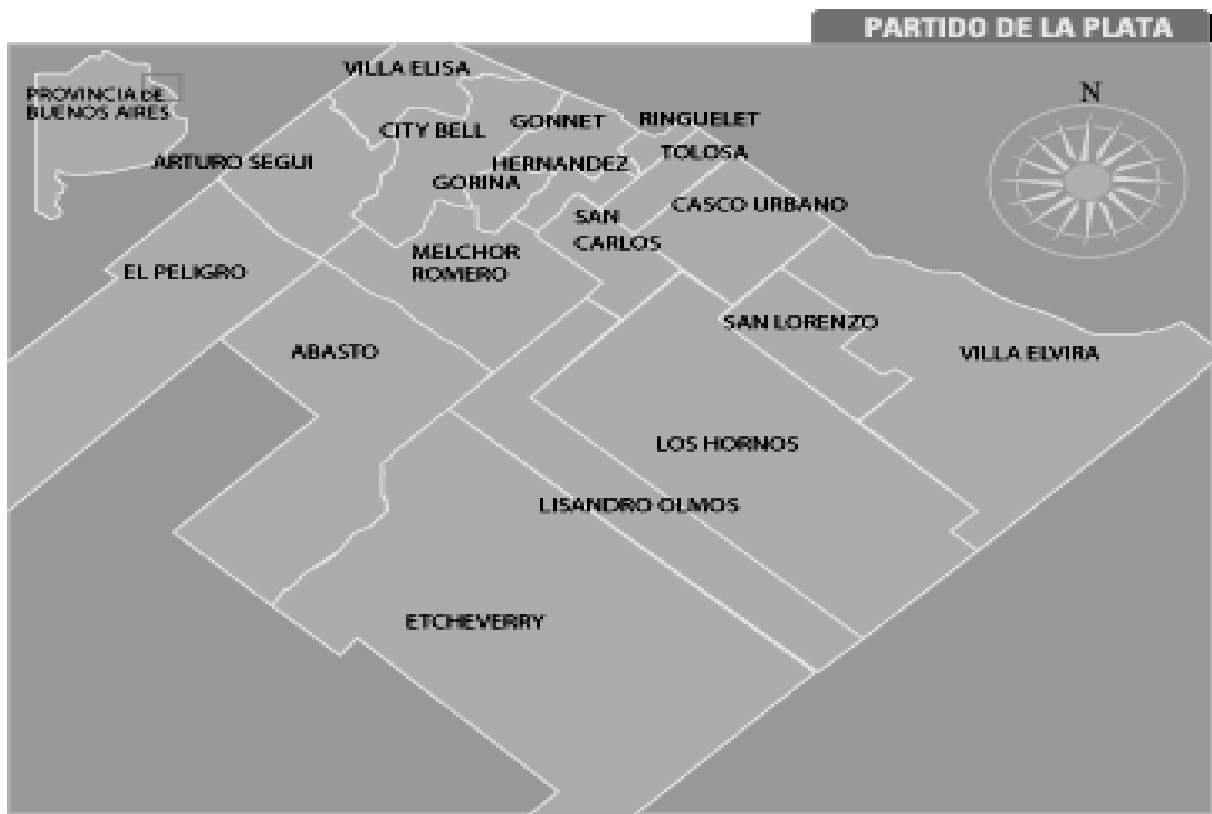 PARTIDO DE LA PLATA
VILLA ELISA
PROVINCIA DE
BUENOS AIRES
N
CITY BELL
GONNET
RINGUELET
ARTURO SEGUI
HERNANDEZ
TOLOSA
GORINA
CASCO URBANO
SAN
CARLOS
MELCHOR
ROMERO
EL PELIGRO
SAN LORENZO
ABASTO
VILLA ELVIRA
LOS HORNOS
LISANDRO OLMOS
ETCHEVERRY